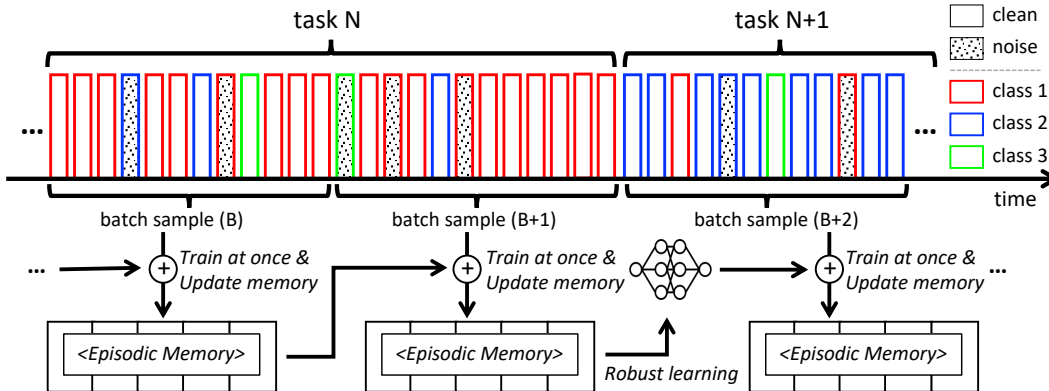 task N
task N+1
clean
noise
class 1
class 2
class 3
...
...
time
batch sample (B)
batch sample (B+1)
batch sample (B+2)
...
+
Train at once &
Update memory
+
Train at once &
Update memory
+
Train at once &
Update memory
...
<Episodic Memory>
<Episodic Memory>
Robust learning
<Episodic Memory>